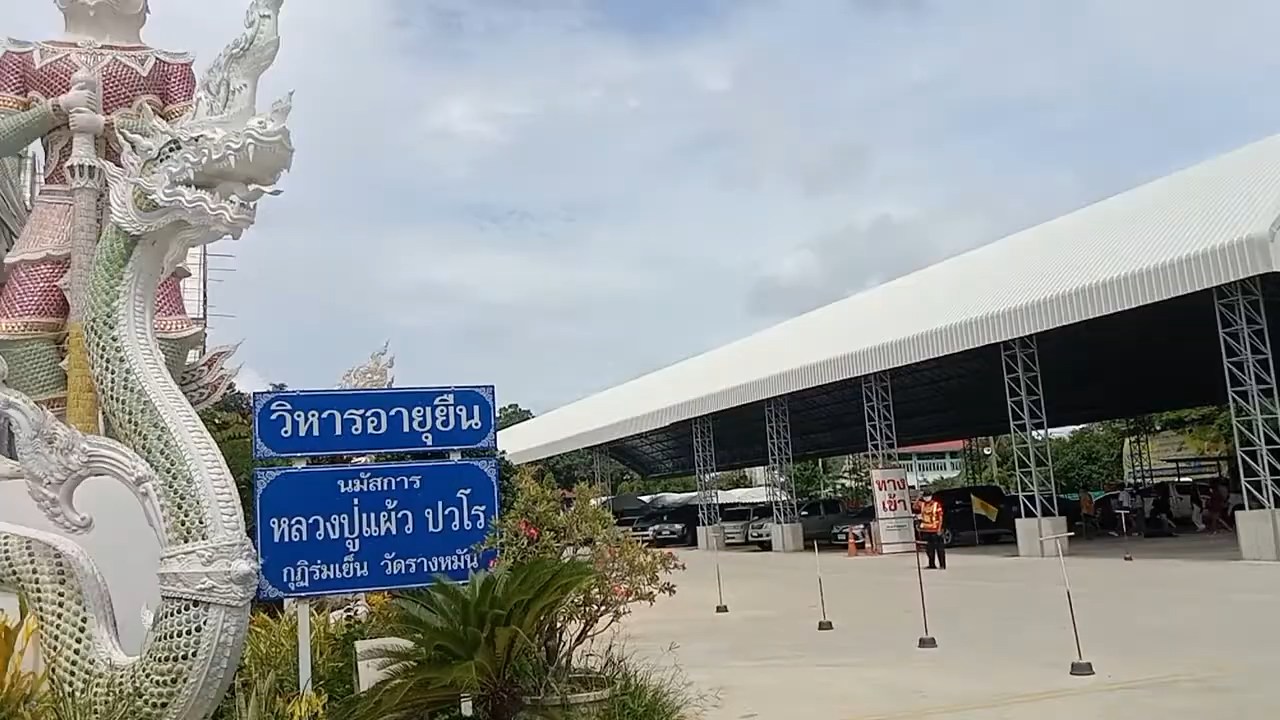 วิหารอายุยืน
นมัสการ
หลวงปู่แผ้ว ปวโร
กุฏิร่มเย็น วัดรางหมัน
ทาง
เข้า